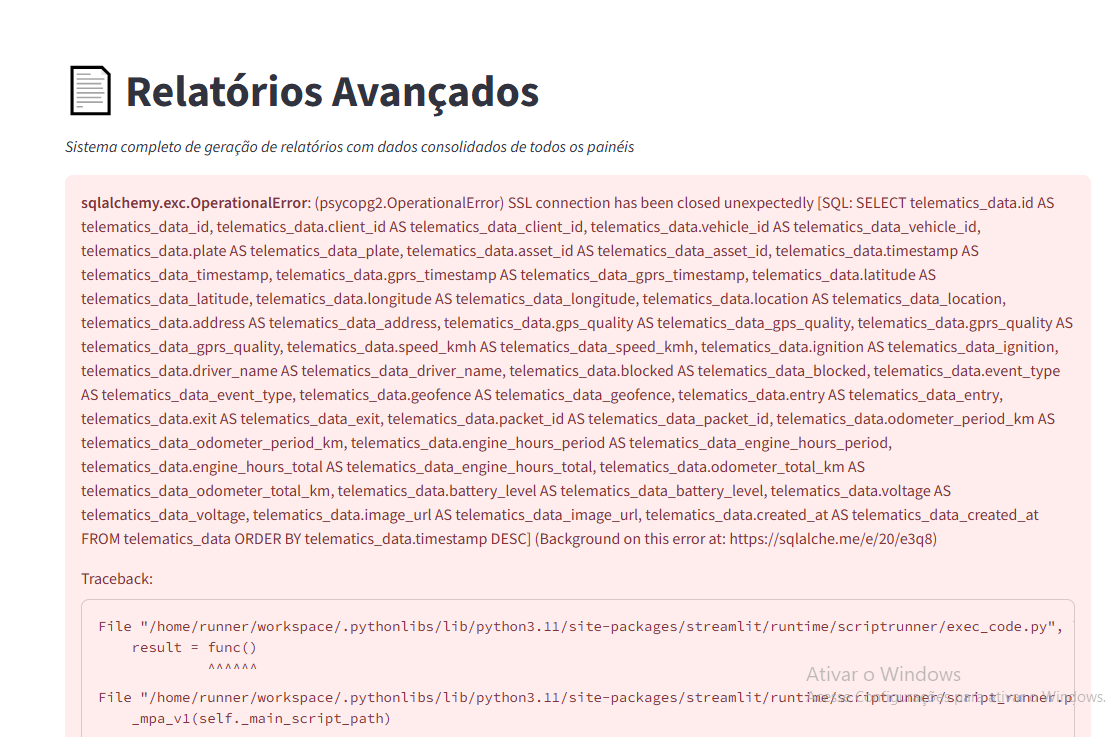 Relatórios Avançados
Sistema completo de geração de relatórios com dados consolidados de todos os painéis
sqlalchemy.exc.OperationalError: (psycopg2.OperationalError) SSL connection has been closed unexpectedly [SQL: SELECT telematics_data.id AS
telematics_data_id, telematics_data.client_id AS telematics_data_client_id, telematics_data.vehicle_id AS telematics_data_vehicle_id,
telematics_data.plate AS telematics_data_plate, telematics_data.asset_id AS telematics_data_asset_id, telematics_data.timestamp AS
telematics_data_timestamp, telematics_data.gprs_timestamp AS telematics_data_gprs_timestamp, telematics_data.latitude AS
telematics_data_latitude, telematics_data.longitude AS telematics_data_longitude, telematics_data.location AS telematics_data_location,
telematics_data.address AS telematics_data_address, telematics_data.gps_quality AS telematics_data_gps_quality, telematics_data.gprs_quality AS
telematics_data_gprs_quality, telematics_data.speed_kmh AS telematics_data_speed_kmh, telematics_data.ignition AS telematics_data_ignition,
telematics_data.driver_name AS telematics_data_driver_name, telematics_data.blocked AS telematics_data_blocked, telematics_data.event_type
AS telematics_data_event_type, telematics_data.geofence AS telematics_data_geofence, telematics_data.entry AS telematics_data_entry,
telematics_data.exit AS telematics_data_exit, telematics_data.packet_id AS telematics_data_packet_id, telematics_data.odometer_period_km AS
telematics_data_odometer_period_km, telematics_data.engine_hours_period AS telematics_data_engine_hours_period,
telematics_data.engine_hours_total AS telematics_data_engine_hours_total, telematics_data.odometer_total_km AS
telematics_data_odometer_total_km, telematics_data.battery_level AS telematics_data_battery_level, telematics_data.voltage AS
telematics_data_voltage, telematics_data.image_url AS telematics_data_image_url, telematics_data.created_at AS telematics_data_created_at
FROM telematics_data ORDER BY telematics_data.timestamp DESC] (Background on this error at: https://sqlalche.me/e/20/e3q8)
Traceback:
File "/home/runner/workspace/.pythonlibs/lib/python3.11/site-packages/streamlit/runtime/scriptrunner/exec_code.py",
result = func()
^^^^^^
Ativar o Windows
File "/home/runner/workspace/.pythonlibs/lib/python3.11/site-packages/streamlit/runtime/scriptrunner/script_runner.p
Acesse Configurações para ativar o Windows.
_mpa_v1(self._main_script_path)